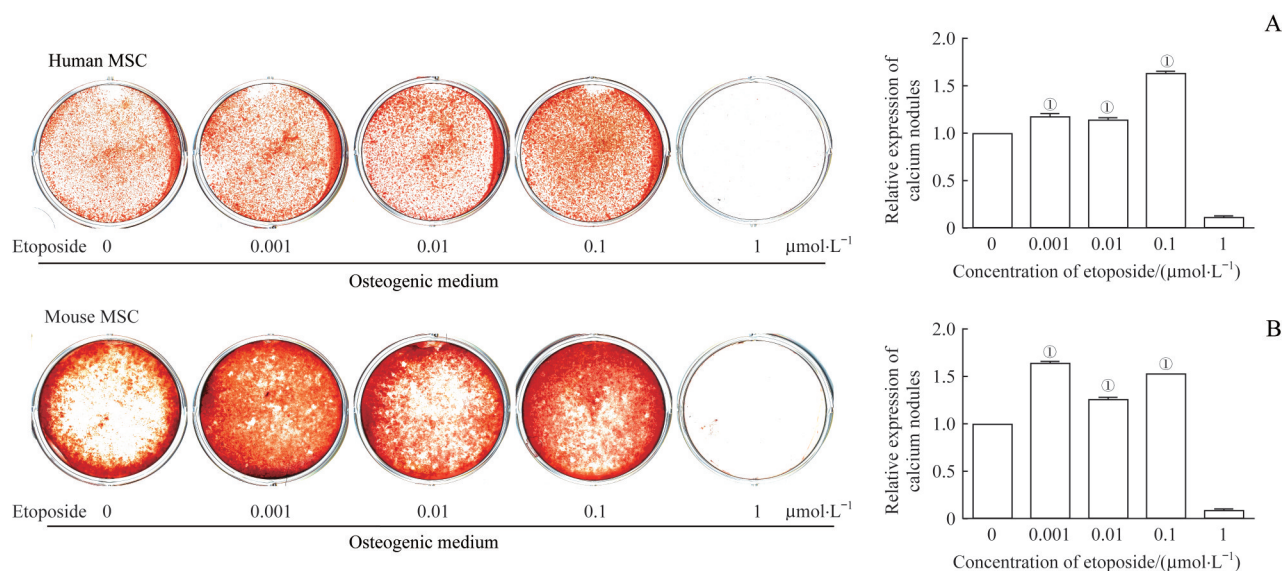 Human MSC
Etoposide 0 0.001 0.01 0.1 1 μmol·L⁻¹
Osteogenic medium
A
Relative expression of
calcium nodes
2.0
1.5
1.0
0.5
0
① ① ①
0 0.001 0.01 0.1 1
Concentration of etoposide/(μmol·L⁻¹)
Mouse MSC
Etoposide 0 0.001 0.01 0.1 1 μmol·L⁻¹
Osteogenic medium
B
Relative expression of
calcium nodules
2.0
1.5
1.0
0.5
0
① ① ①
0 0.001 0.01 0.1 1
Concentration of etoposide/(μmol·L⁻¹)